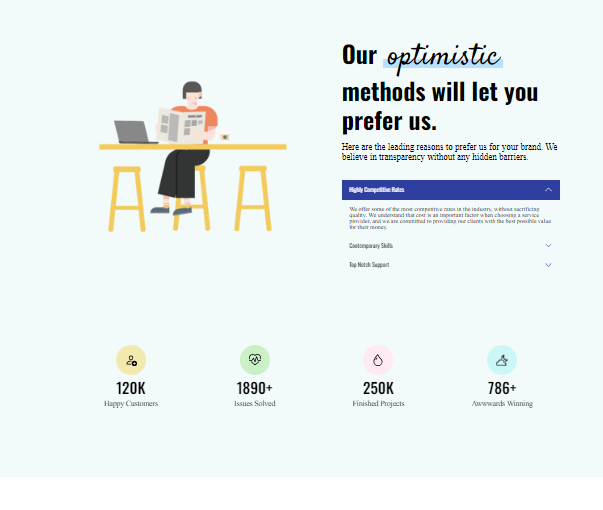 Our optimistic
methods will let you
prefer us.
Here are the leading reasons to prefer us for your brand. We
believe in transparency without any hidden barriers.
Highly Competitive Rates
We offer some of the most competitive rates in the industry, without sacrificing
quality. We understand that cost is an important factor when choosing a service
provider, and we are committed to providing our clients with the best possible value
for their money.
Contemporary Skills
Top Notch Support
120K
Happy Customers
1890+
Issues Solved
250K
Finished Projects
786+
Awwwards Winning